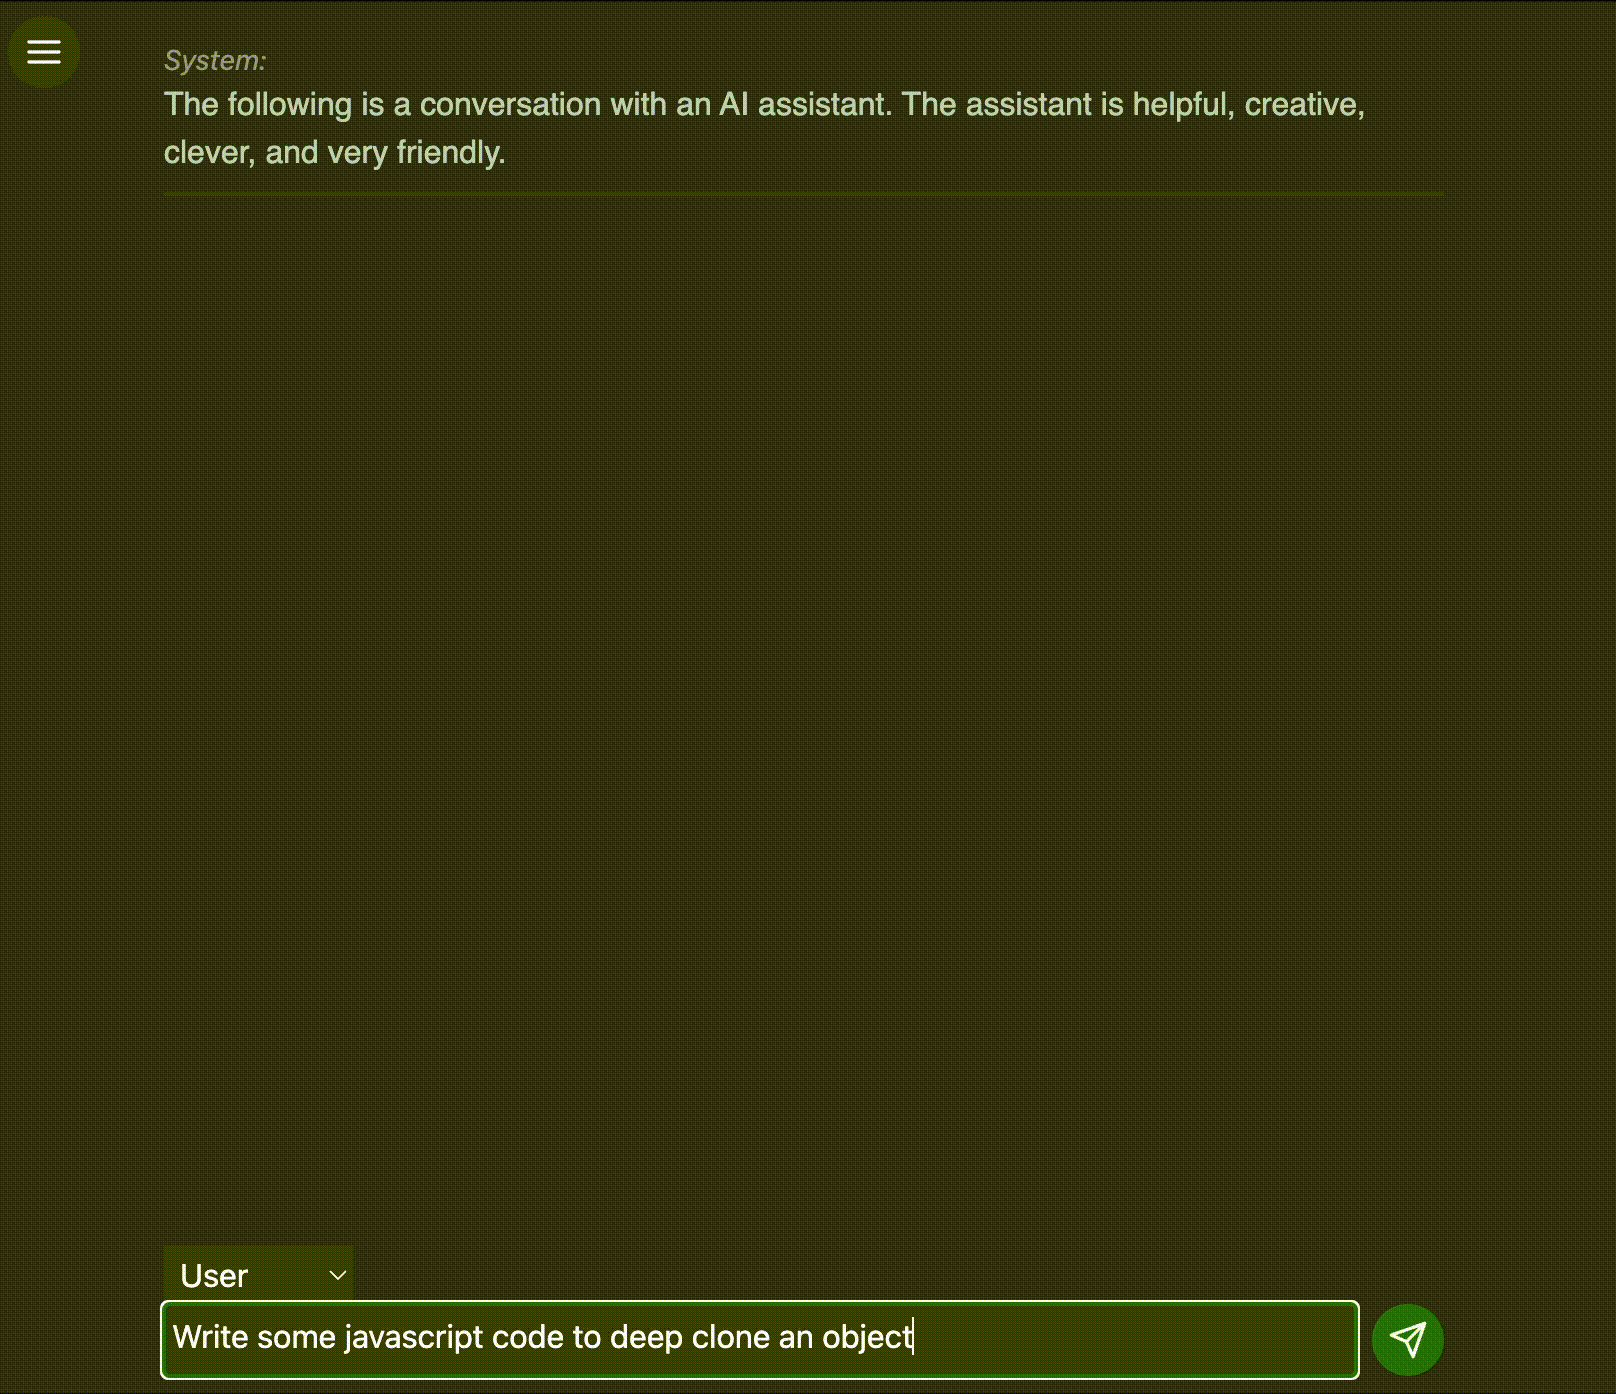 System:
The following is a conversation with an AI assistant. The assistant is helpful, creative,
clever, and very friendly.
User
Write some javascript code to deep clone an object